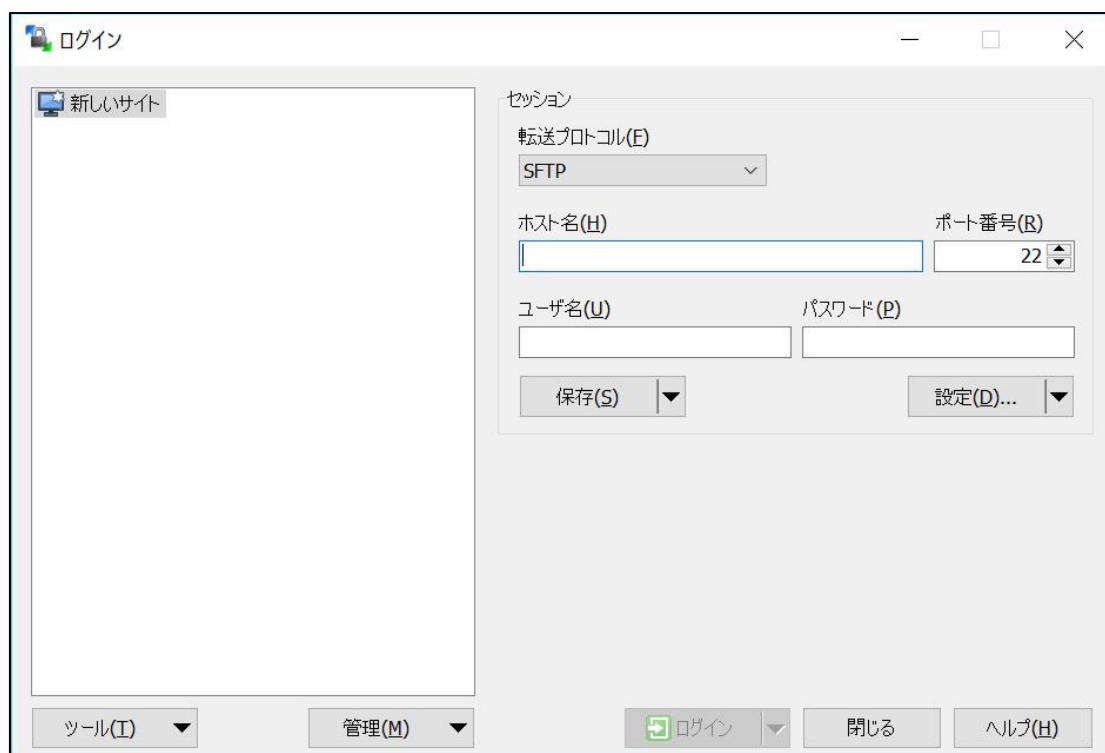 ログイン
新しいサイト
セッション
転送プロトコル(F)
SFTP
ホスト名(H) ポート番号(R)
22
ユーザ名(U) パスワード(P)
保存(S) 設定(D)...
ツール(T) 管理(M) ログイン 閉じる ヘルプ(H)